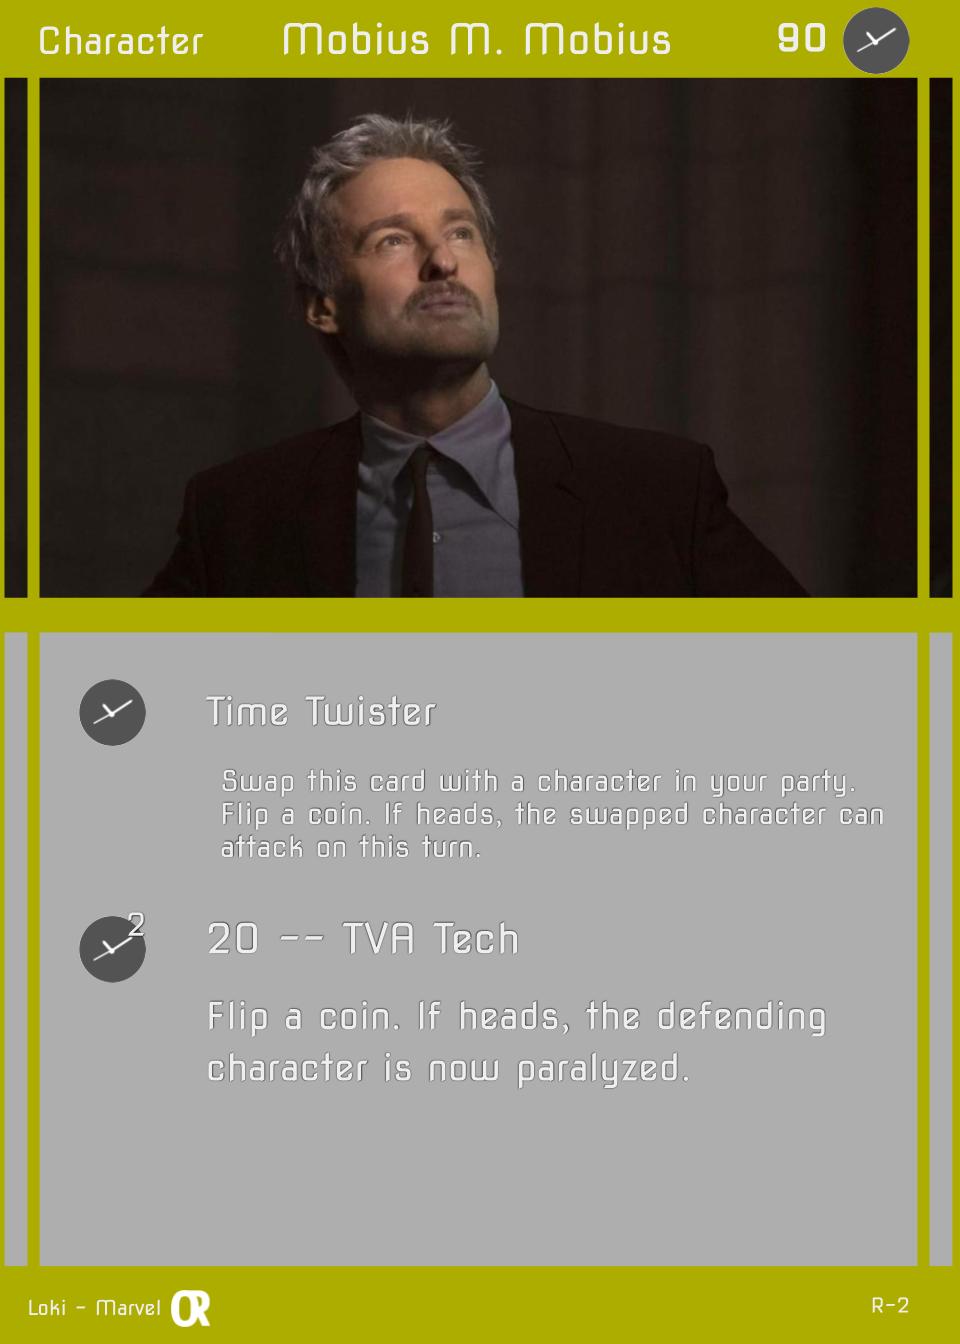 Character Mobius M. Mobius 90
Time Twister
Swap this card with a character in your party.
Flip a coin. If heads, the swapped character can
attack on this turn.
2
20 -- TVA Tech
Flip a coin. If heads, the defending
character is now paralyzed.
Loki - Marvel OR R-2